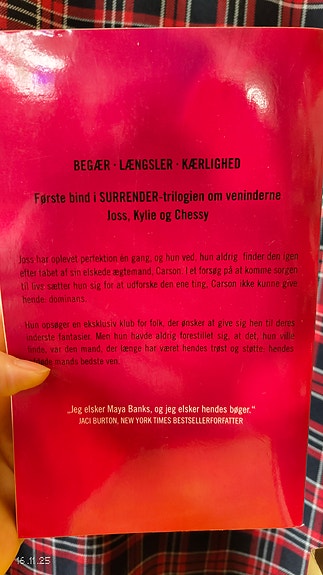 BEGÆR · LÆNGSLER · KÆRLIGHED
Første bind i SURRENDER-trilogien om veninderne
Joss, Kylie og Chessy
Joss har oplevet perfektion én gang, og hun ved, hun aldrig finder den igen
efter tabet af sin elskede ægtemand, Carson. I et forsøg på at komme sorgen
til livs sætter hun sig for at udforske den ene ting, Carson ikke kunne give
hende: dominans.
Hun opsøger en eksklusiv klub for folk, der ønsker at give sig hen til deres
inderste fantasier. Men hun havde aldrig forestillet sig, at det, hun ville
finde, var den mand, der længe har været hendes trøst og støtte: hendes
mands bedste ven.
„Jeg elsker Maya Banks, og jeg elsker hendes bøger."
JACI BURTON, NEW YORK TIMES BESTSELLERFORFATTER
16.11.25